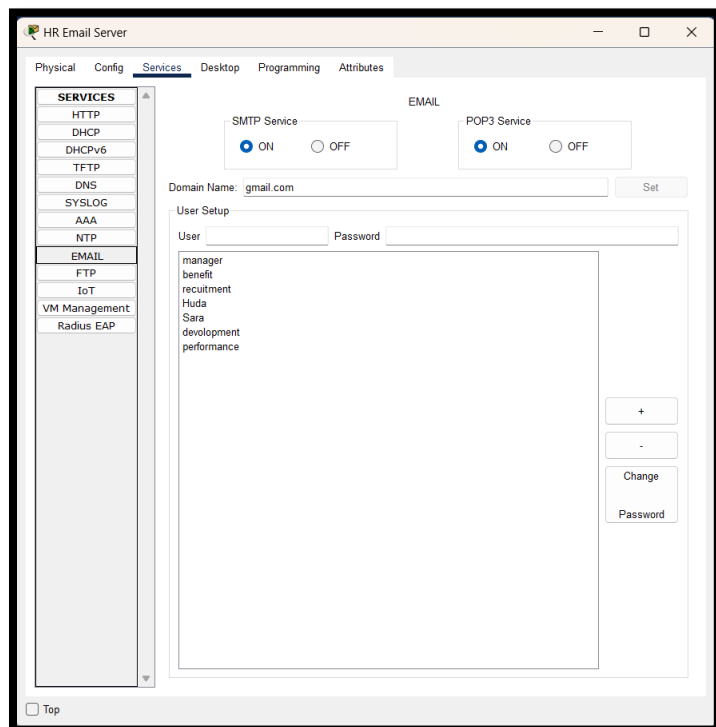 HR Email Server
Physical Config Services Desktop Programming Attributes
SERVICES
HTTP
DHCP
DHCPv6
TFTP
DNS
SYSLOG
AAA
NTP
EMAIL
FTP
IoT
VM Management
Radius EAP
EMAIL
SMTP Service
ON OFF
POP3 Service
ON OFF
Domain Name: gmail.com Set
User Setup
User Password
manager
benefit
recuitment
Huda
Sara
devolopment
performance
+
-
Change
Password
Top